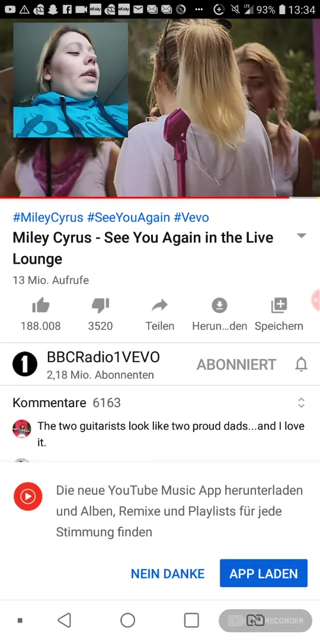 93% 13:34
#MileyCyrus #SeeYouAgain #Vevo
Miley Cyrus - See You Again in the Live
Lounge
13 Mio. Aufrufe
188.008 3520 Teilen Herun...den Speichern
1 BBCRadio1VEVO ABONNIERT
2,18 Mio. Abonnenten
Kommentare 6163
The two guitarists look like two proud dads...and I love
it.
Die neue YouTube Music App herunterladen
und Alben, Remixe und Playlists für jede
Stimmung finden
NEIN DANKE APP LADEN
RECORDER